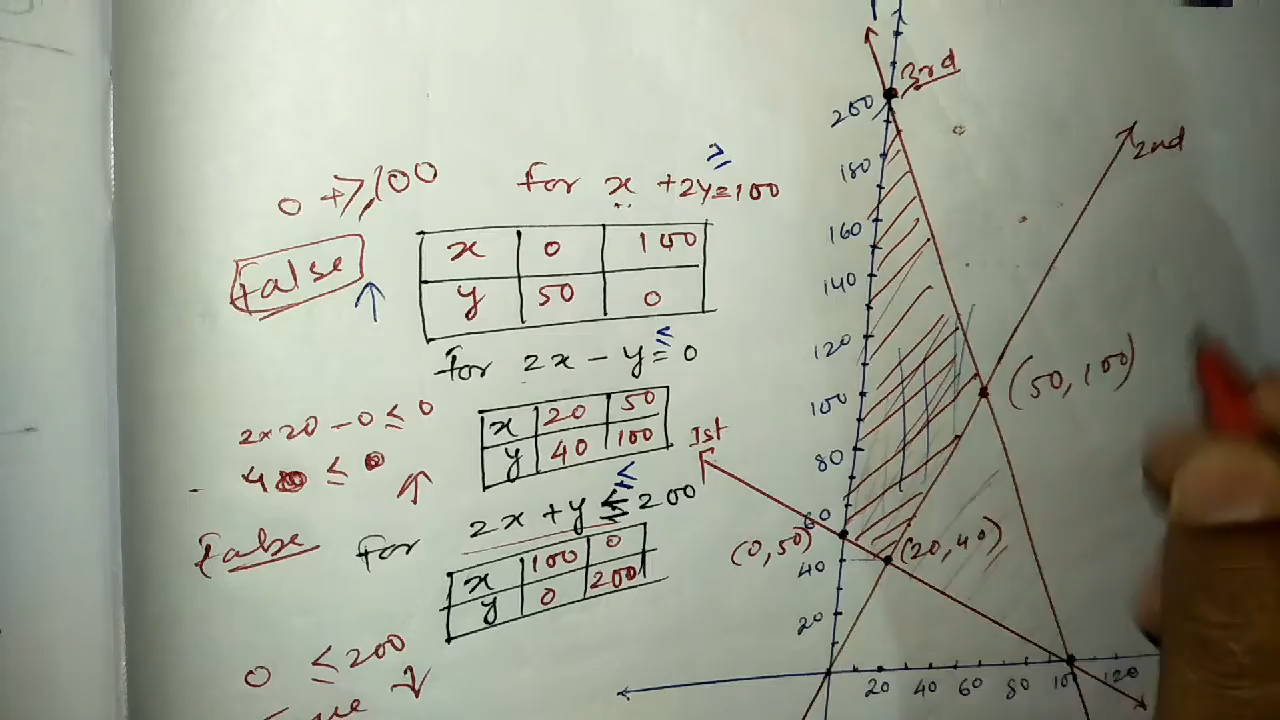 0 + ≥ 100
False
for x + 2y = 100
≥
x 0 100
y 50 0
for 2x - y = 0
≤
2×20 - 0 ≤ 0
40 ≤ 0
False
x 20 50
y 40 100
for 2x + y ≤ 200
≤
x 100 0
y 0 200
0 ≤ 200
3rd
2nd
Ist
200
180
160
140
120
100
80
60
40
20
(50, 100)
(0, 50)
(20, 40)
20 40 60 80 100 120